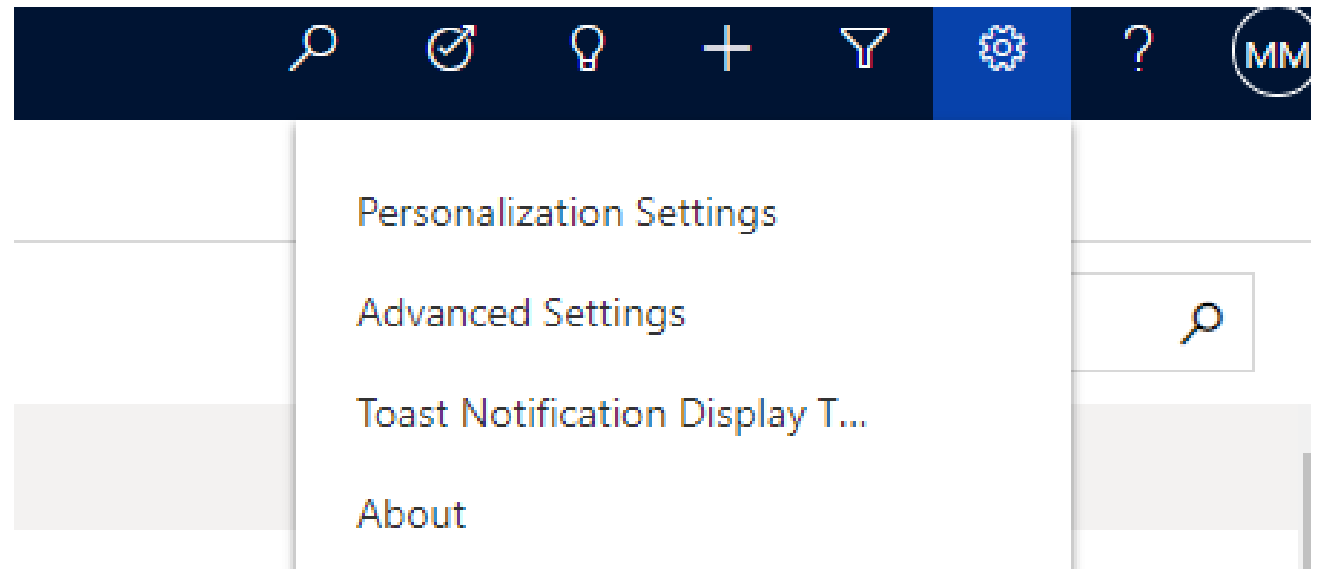 MM
Personalization Settings
Advanced Settings
Toast Notification Display T...
About